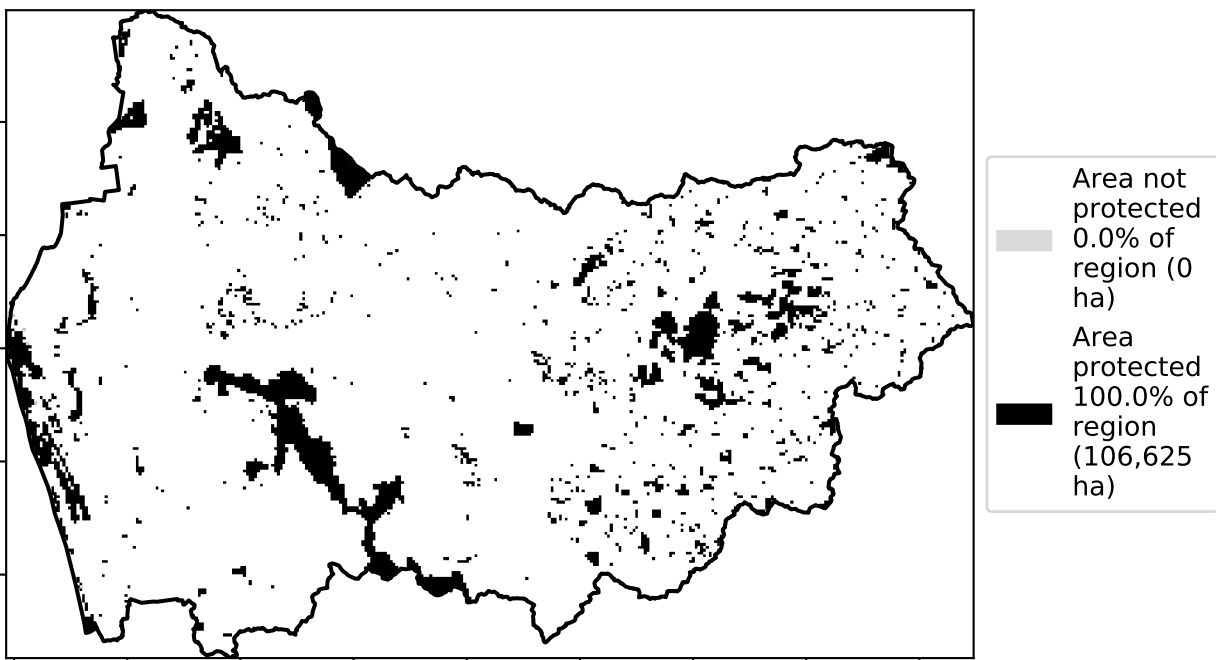 Area not
protected
0.0% of
region (0
ha)
Area
protected
100.0% of
region
(106,625
ha)